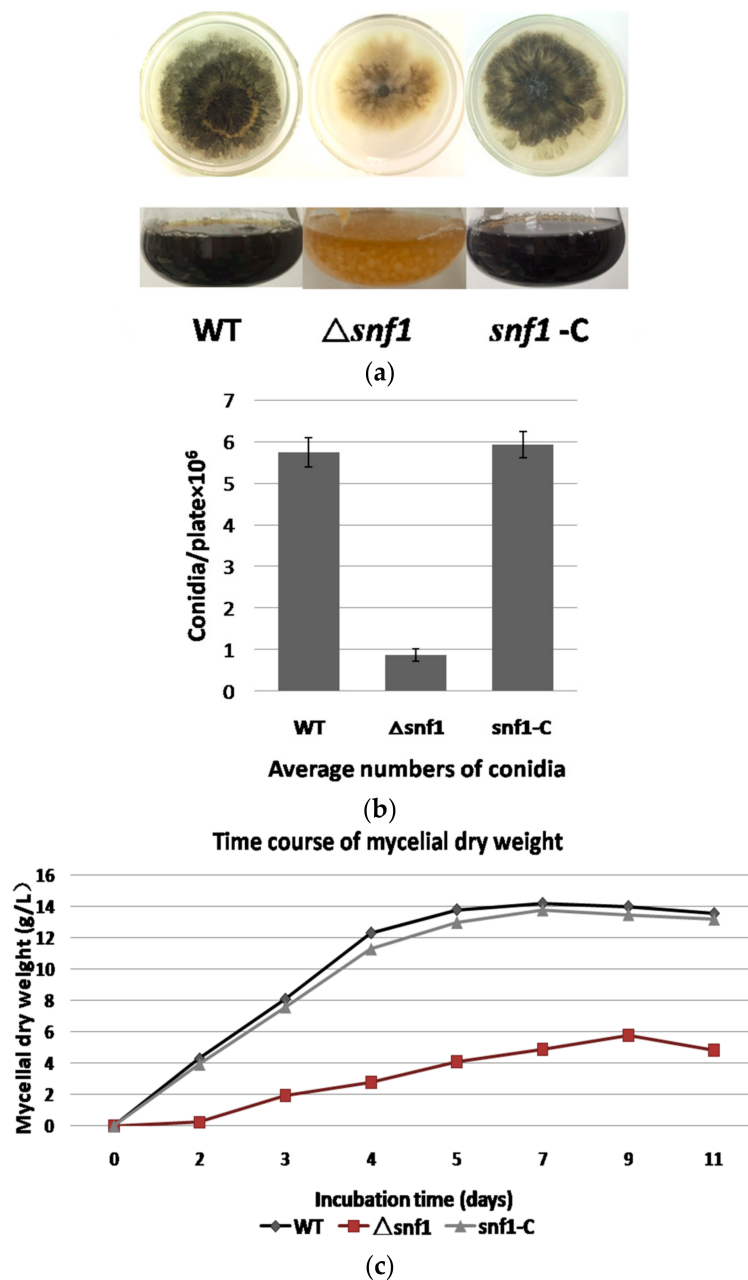 WT △snf1 snf1 -C
(a)
7
6
5
4
3
2
1
0
Conidia/plate×10⁶
WT Δsnf1 snf1-C
Average numbers of conidia
(b)
Time course of mycelial dry weight
16
14
12
10
8
6
4
2
0
Mycelial dry weight (g/L)
0 2 3 4 5 7 9 11
Incubation time (days)
WT △snf1 snf1-C
(c)